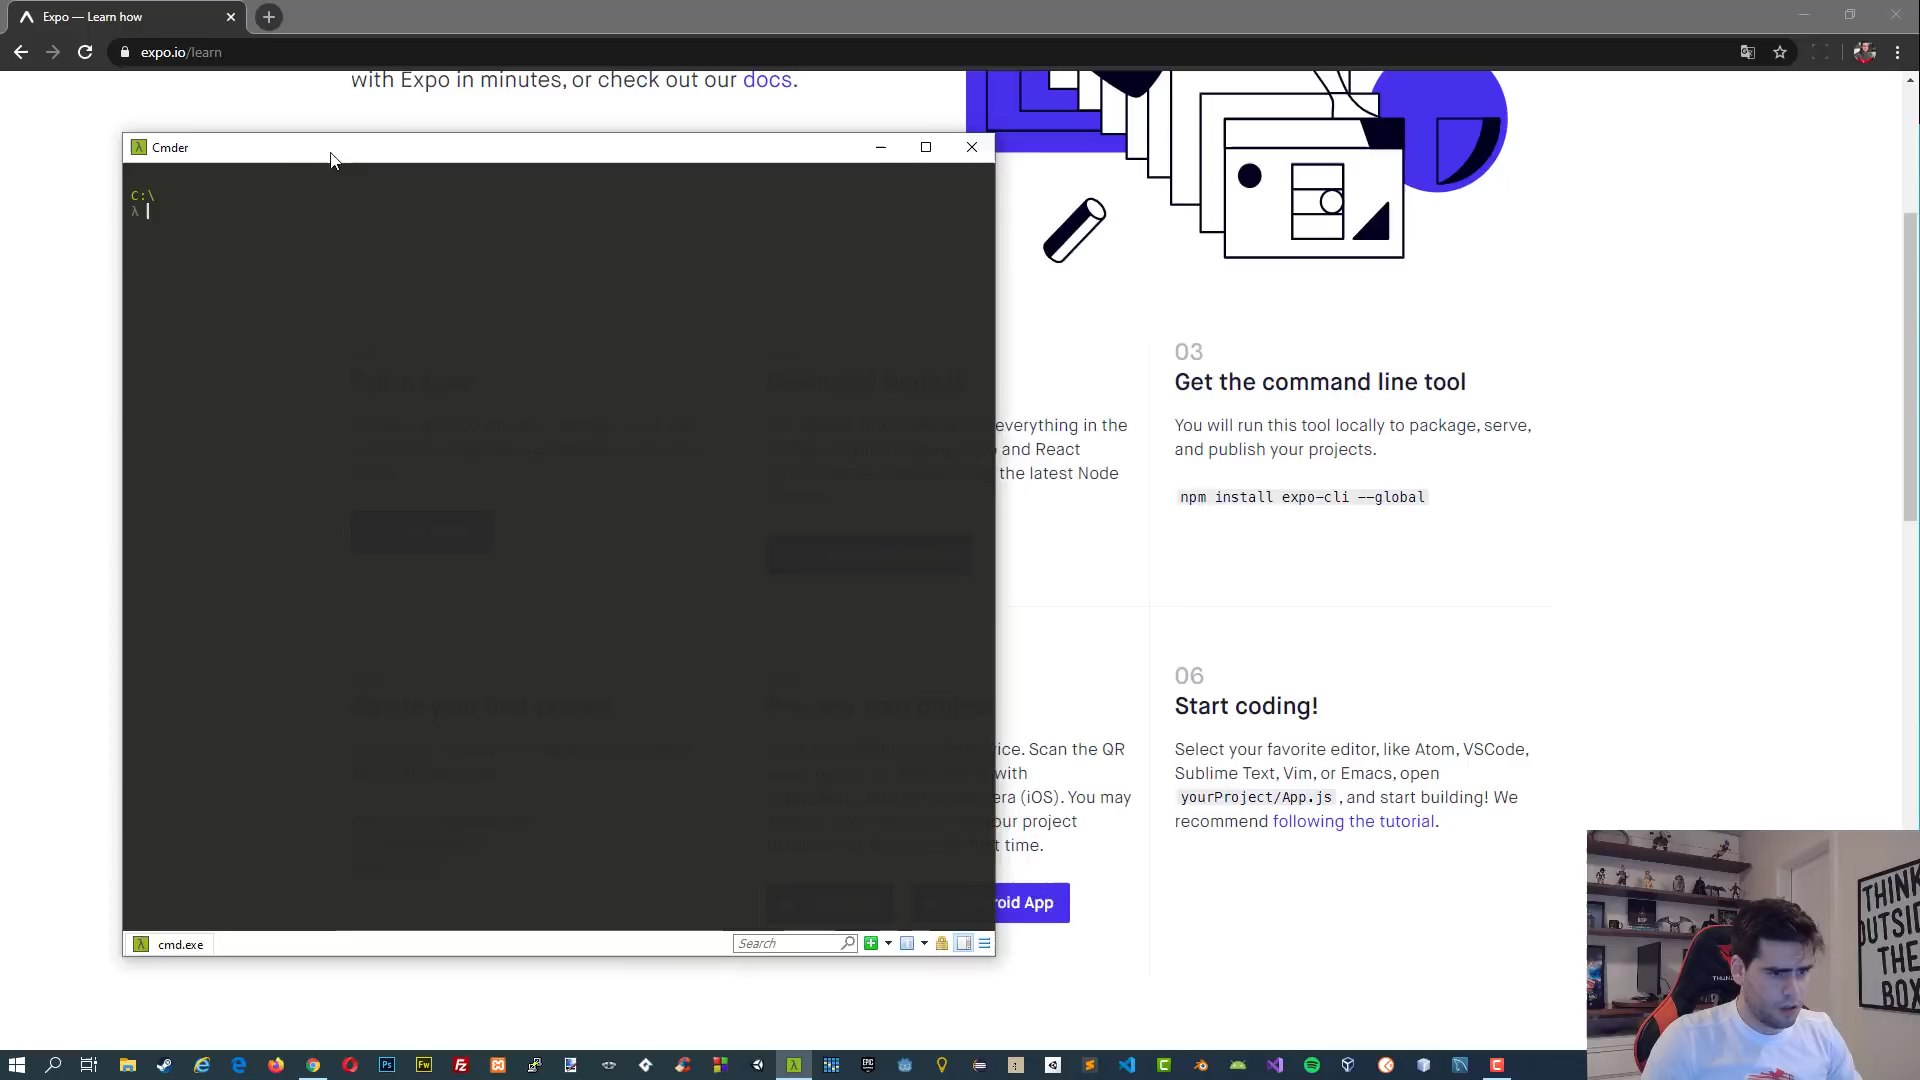 Expo — Learn how
expo.io/learn
with Expo in minutes, or check out our docs.
Cmder
C:\
λ
03
Get the command line tool
everything in the
You will run this tool locally to package, serve,
and React
and publish your projects.
the latest Node
npm install expo-cli --global
06
Start coding!
Select your favorite editor, like Atom, VSCode,
ice. Scan the QR
Sublime Text, Vim, or Emacs, open
with
yourProject/App.js, and start building! We
era (iOS). You may
recommend following the tutorial.
our project
t time.
roid App
cmd.exe
Search
THINK
OUTSIDE
THE
BOX